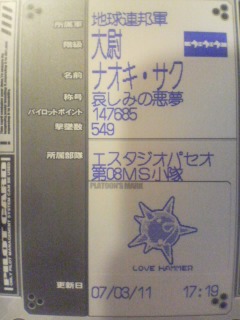 所属軍 地球連邦軍
階級 大尉
名前 ナオキ・サク
称号 哀しみの悪夢
パイロットポイント 147685
撃墜数 549
所属部隊 エスタジオパセオ
第08MS小隊
PLATOON'S MARK
LOVE HAMMER
更新日 07/03/11 17:19